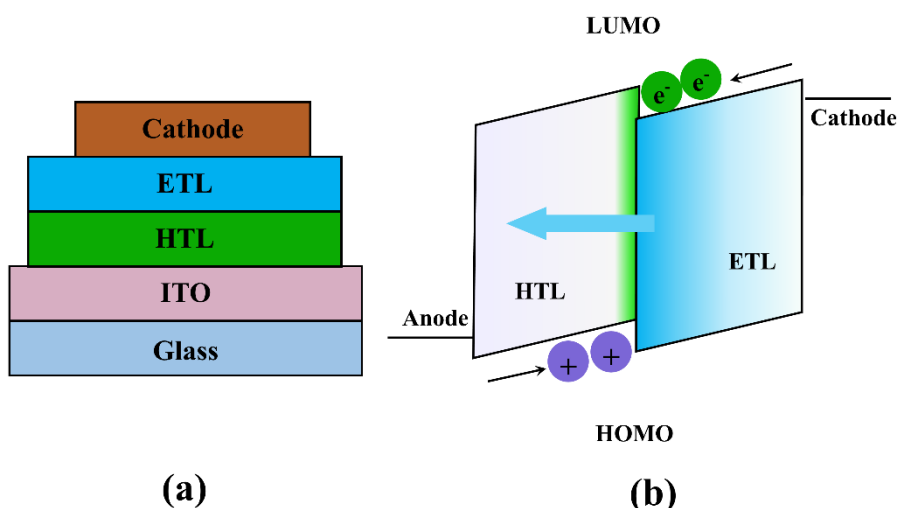 Cathode
ETL
HTL
ITO
Glass
(a)
LUMO
e-
e-
Cathode
ETL
HTL
Anode
+
+
HOMO
(b)